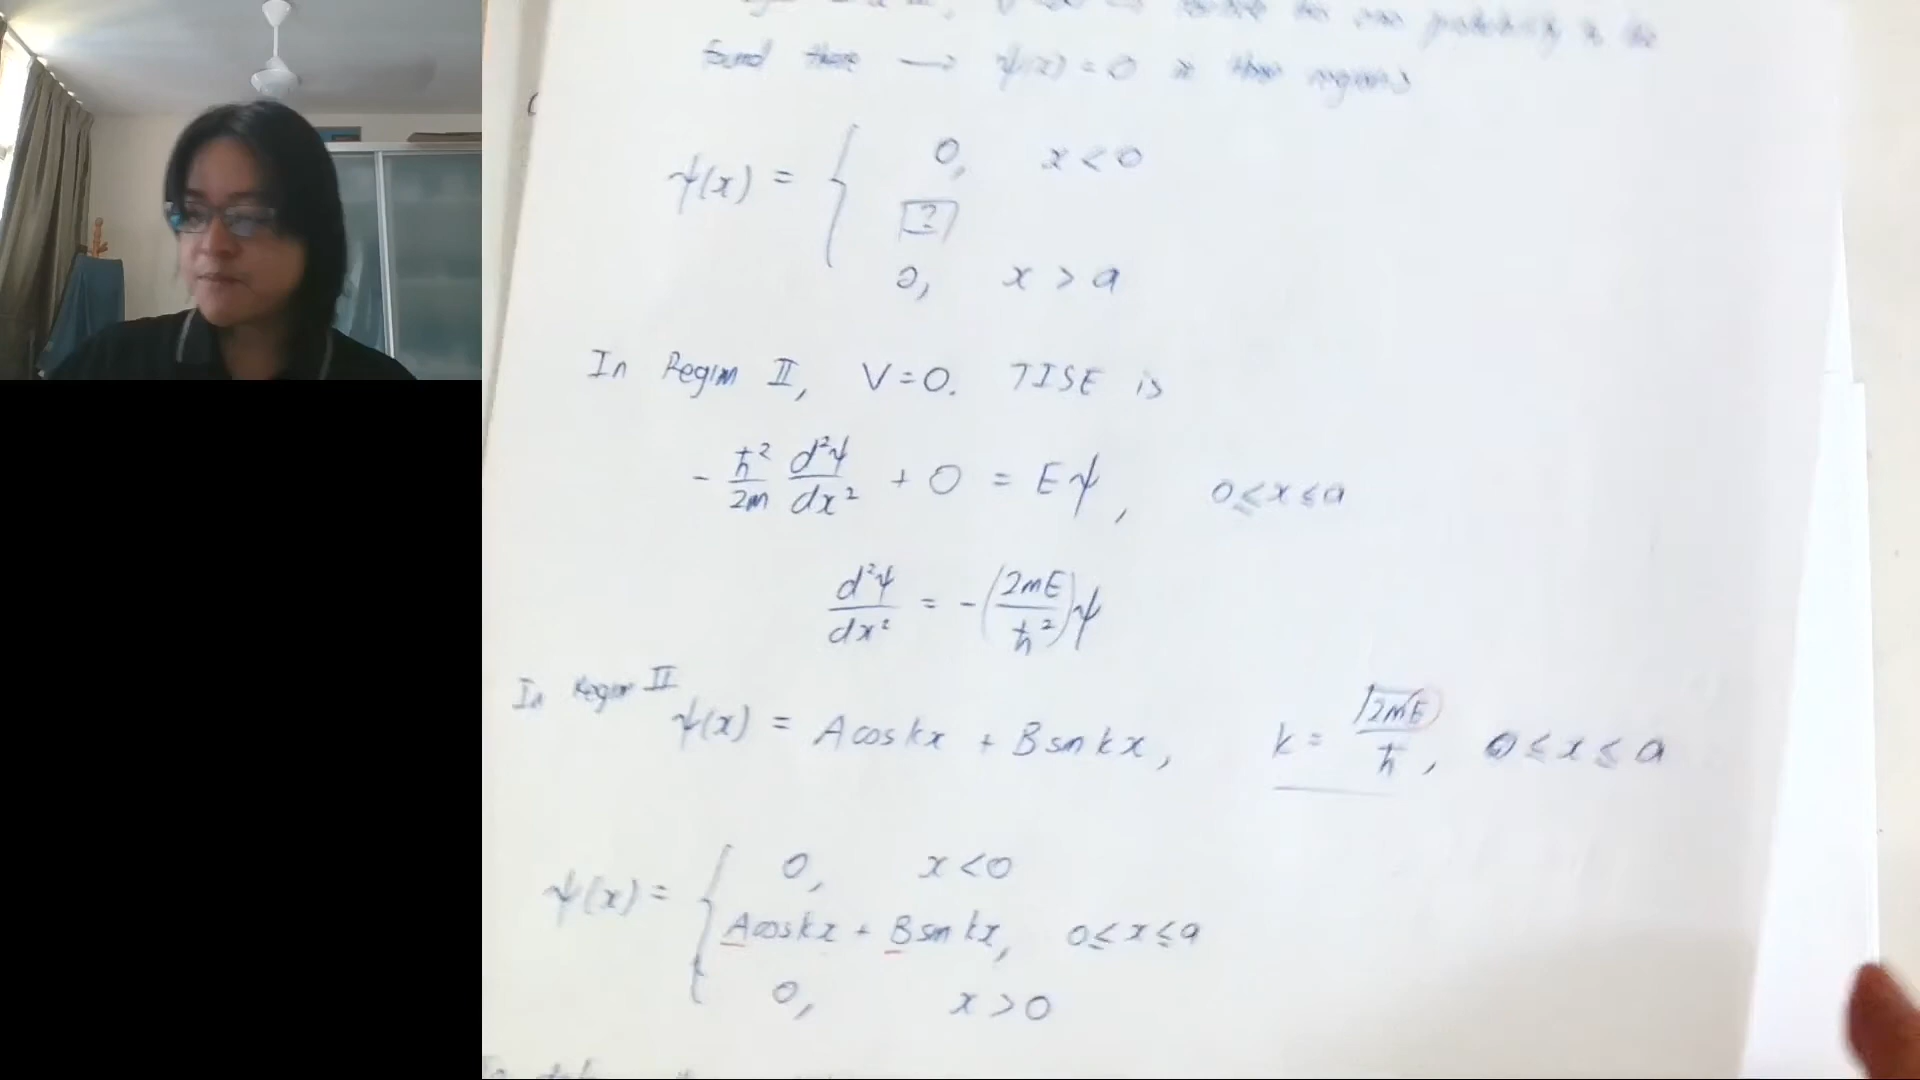 found there → ψ(x) = 0 in these regions
ψ(x) = { 0, x < 0
[?]
0, x > a
In Region II, V=0. TISE is
- ħ²/2m d²ψ/dx² + 0 = Eψ, 0≤x≤a
d²ψ/dx² = -(2mE/ħ²)ψ
In Region II
ψ(x) = A cos kx + B sin kx, k = √2mE/ħ, 0 ≤ x ≤ a
ψ(x) = { 0, x<0
A cos kx + B sin kx, 0≤x≤a
0, x>0